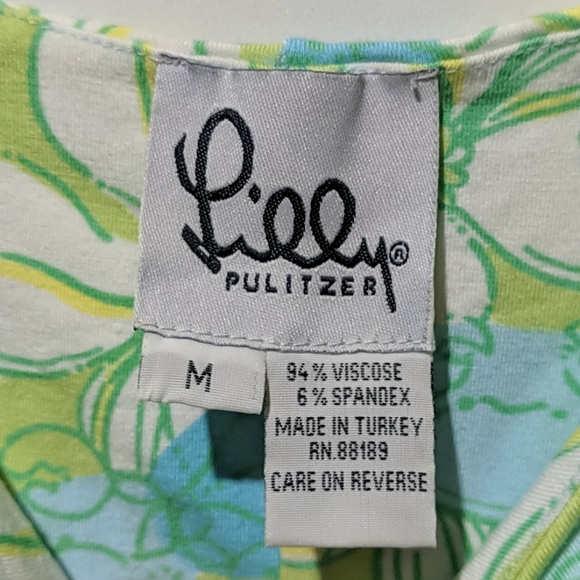 Lilly®
PULITZER
M
94% VISCOSE
6% SPANDEX
MADE IN TURKEY
RN.88189
CARE ON REVERSE